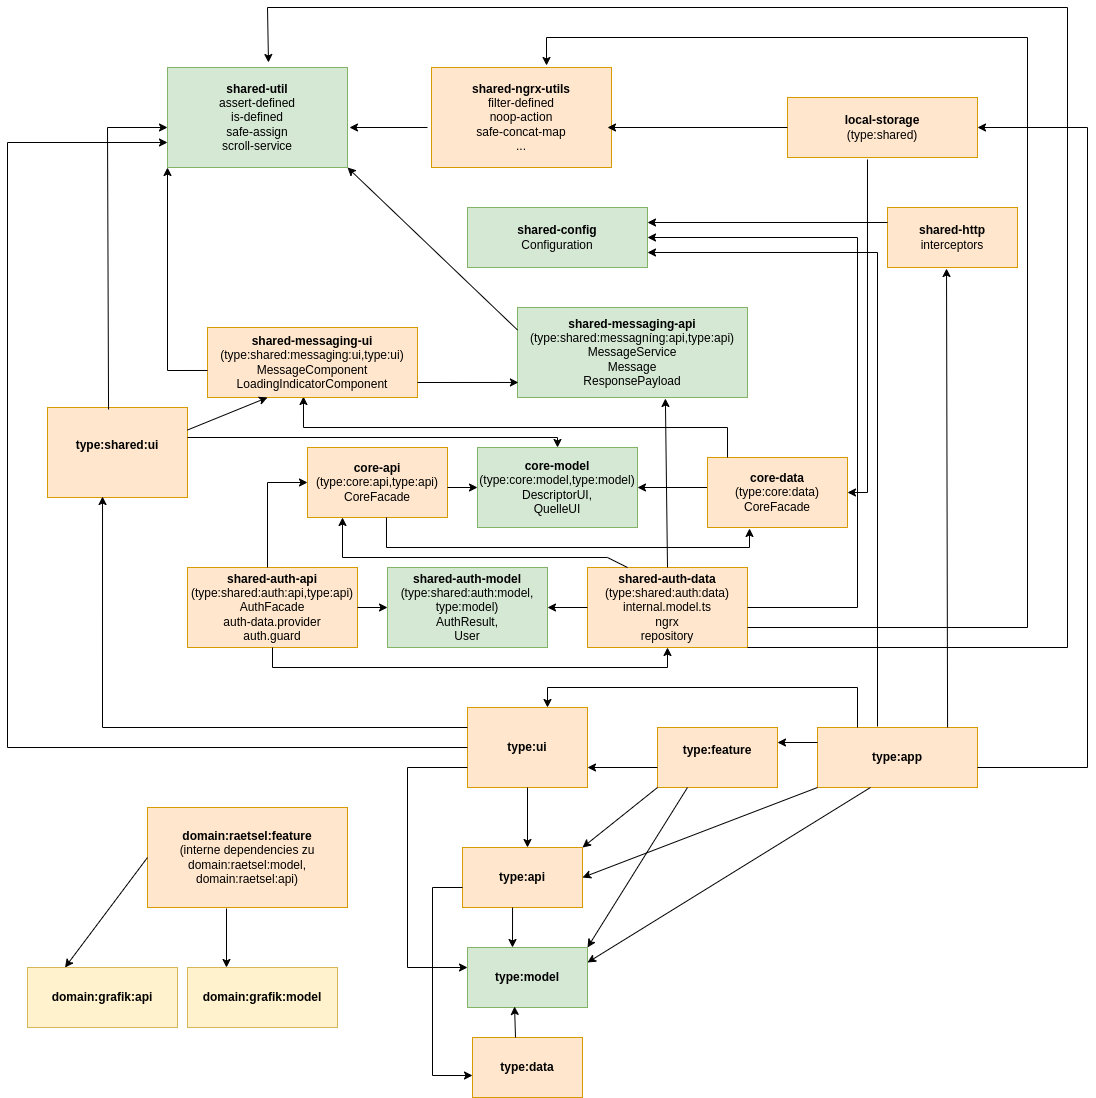 shared-util
assert-defined
is-defined
safe-assign
scroll-service
shared-ngrx-utils
filter-defined
noop-action
safe-concat-map
...
local-storage
(type:shared)
shared-config
Configuration
shared-http
interceptors
shared-messaging-ui
(type:shared:messaging:ui,type:ui)
MessageComponent
LoadingIndicatorComponent
shared-messaging-api
(type:shared:messagning:api,type:api)
MessageService
Message
ResponsePayload
type:shared:ui
core-api
(type:core:api,type:api)
CoreFacade
core-model
(type:core:model,type:model)
DescriptorUI,
QuelleUI
core-data
(type:core:data)
CoreFacade
shared-auth-api
(type:shared:auth:api,type:api)
AuthFacade
auth-data.provider
auth.guard
shared-auth-model
(type:shared:auth:model,
type:model)
AuthResult,
User
shared-auth-data
(type:shared:auth:data)
internal.model.ts
ngrx
repository
type:ui
type:feature
type:app
domain:raetsel:feature
(interne dependencies zu
domain:raetsel:model,
domain:raetsel:api)
type:api
domain:grafik:api
domain:grafik:model
type:model
type:data